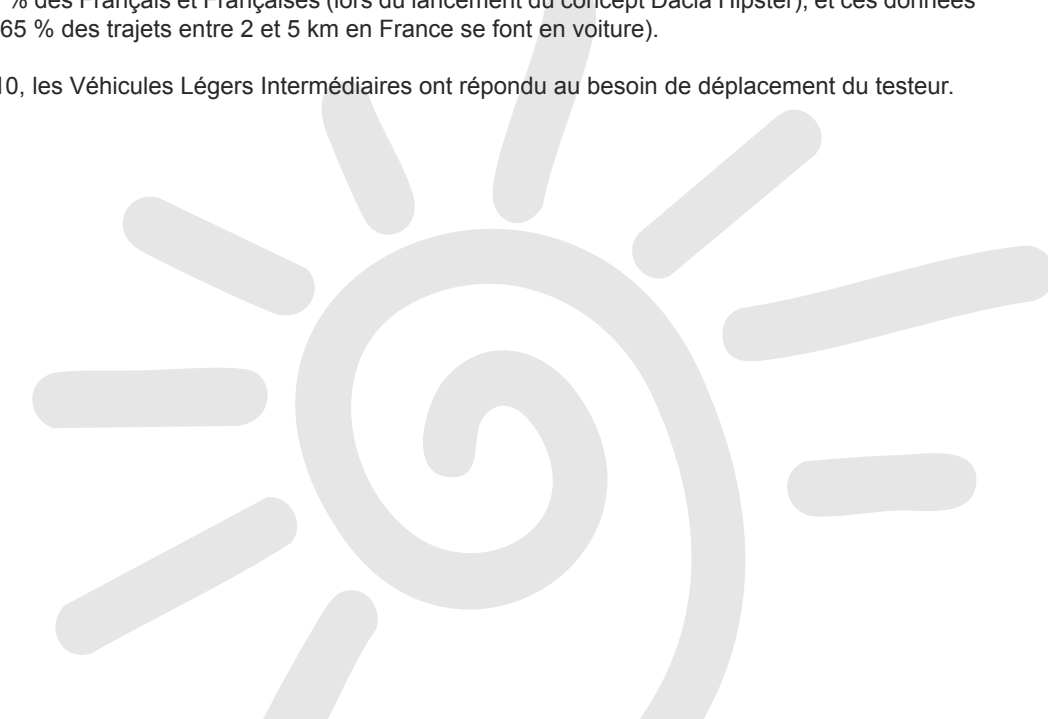 % des Français et Françaises (lors du lancement du concept Dacia Hipster), et ces données
65 % des trajets entre 2 et 5 km en France se font en voiture).
10, les Véhicules Légers Intermédiaires ont répondu au besoin de déplacement du testeur.